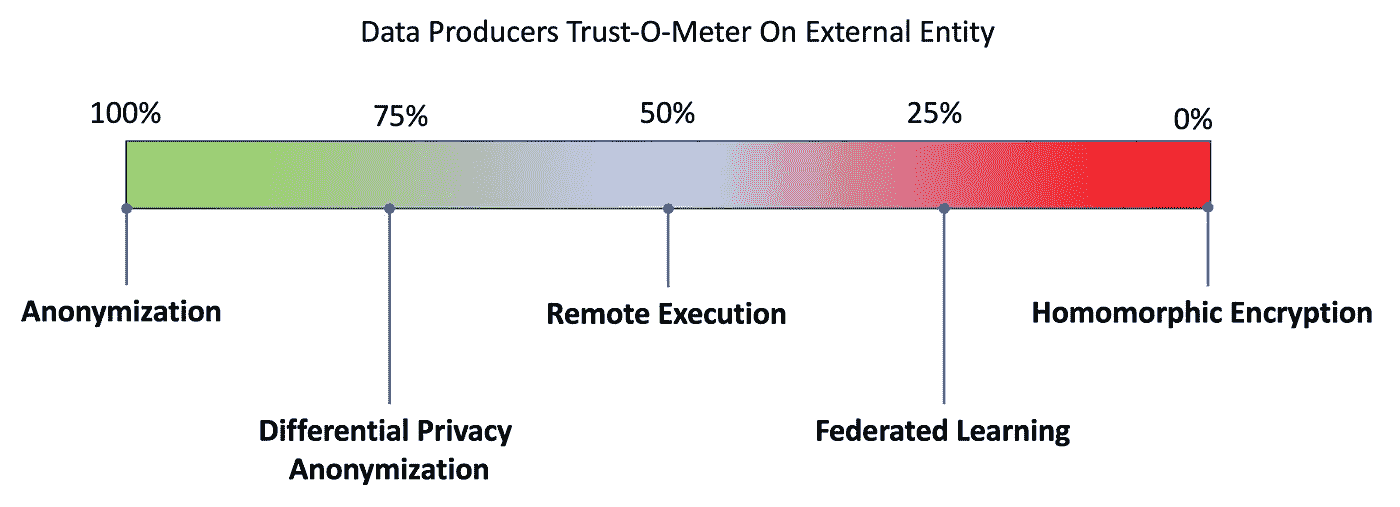 Data Producers Trust-O-Meter On External Entity
100% 75% 50% 25% 0%
Anonymization
Remote Execution
Homomorphic Encryption
Differential Privacy
Anonymization
Federated Learning